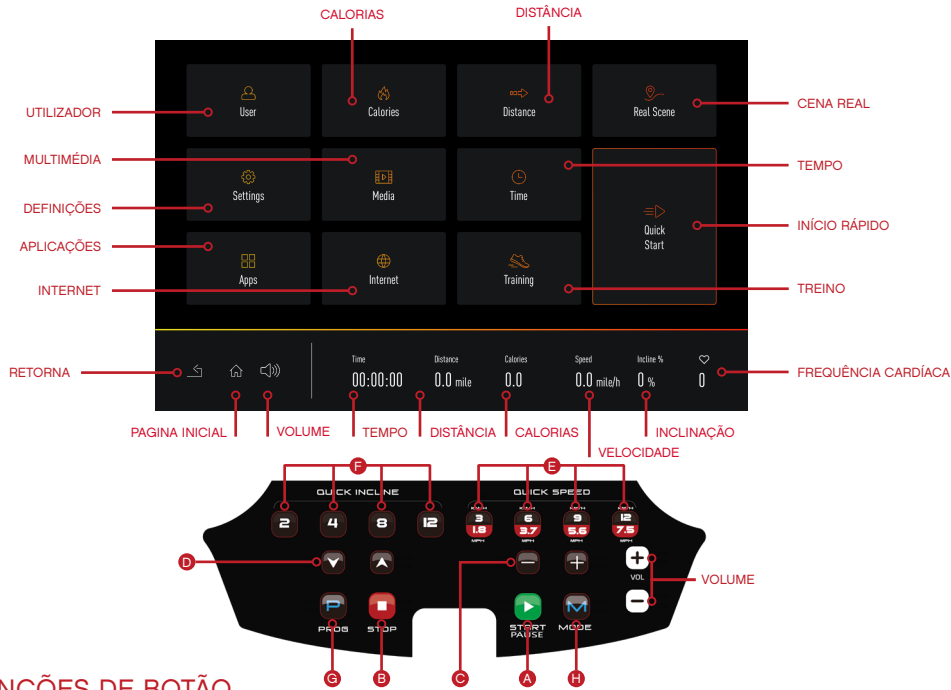 CALORIAS
DISTÂNCIA
User
Calories
Distance
Real Scene
UTILIZADOR
CENA REAL
MULTIMÉDIA
TEMPO
Settings
Media
Time
DEFINIÇÕES
Quick
Start
INÍCIO RÁPIDO
APLICAÇÕES
Apps
Internet
Training
INTERNET
TREINO
Time
Distance
Calories
Speed
Incline %
RETORNA
00:00:00
0.0 mile
0.0
0.0 mile/h
0 %
0
FREQUÊNCIA CARDÍACA
PAGINA INICIAL
VOLUME
TEMPO
DISTÂNCIA
CALORIAS
INCLINAÇÃO
VELOCIDADE
F
E
QUICK INCLINE
QUICK SPEED
KM/H
KM/H
KM/H
KM/H
2
4
8
12
3
6
9
12
1.8
3.7
5.6
7.5
MPH
MPH
MPH
MPH
D
VOL
VOLUME
P
M
PROG
STOP
START
PAUSE
MODE
G
B
C
A
H
NÇÕES DE BOTÃO